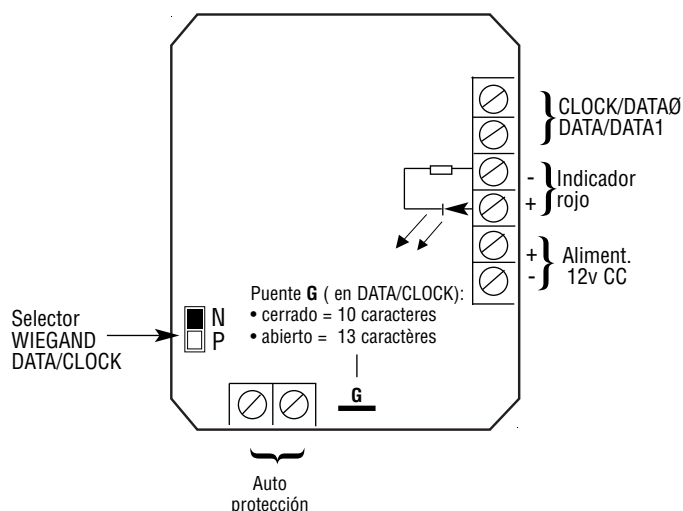 CLOCK/DATAØ
DATA/DATA1
-
Indicador
+
rojo
+
Aliment.
-
12v CC
Puente G ( en DATA/CLOCK):
• cerrado = 10 caracteres
• abierto = 13 caractères
Selector
WIEGAND
DATA/CLOCK
N
P
G
Auto
protección